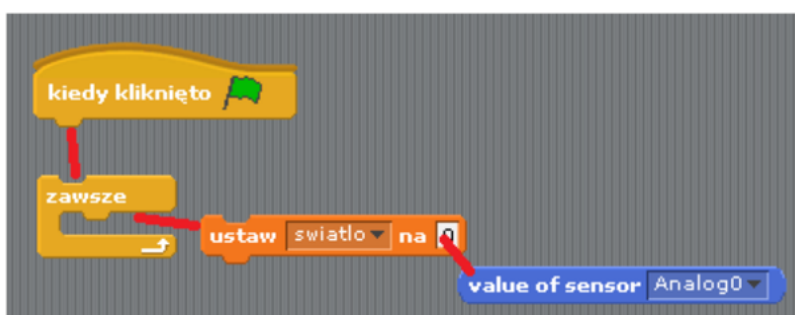 kiedy kliknięto
zawsze
ustaw swiatlo na 0
value of sensor Analog0